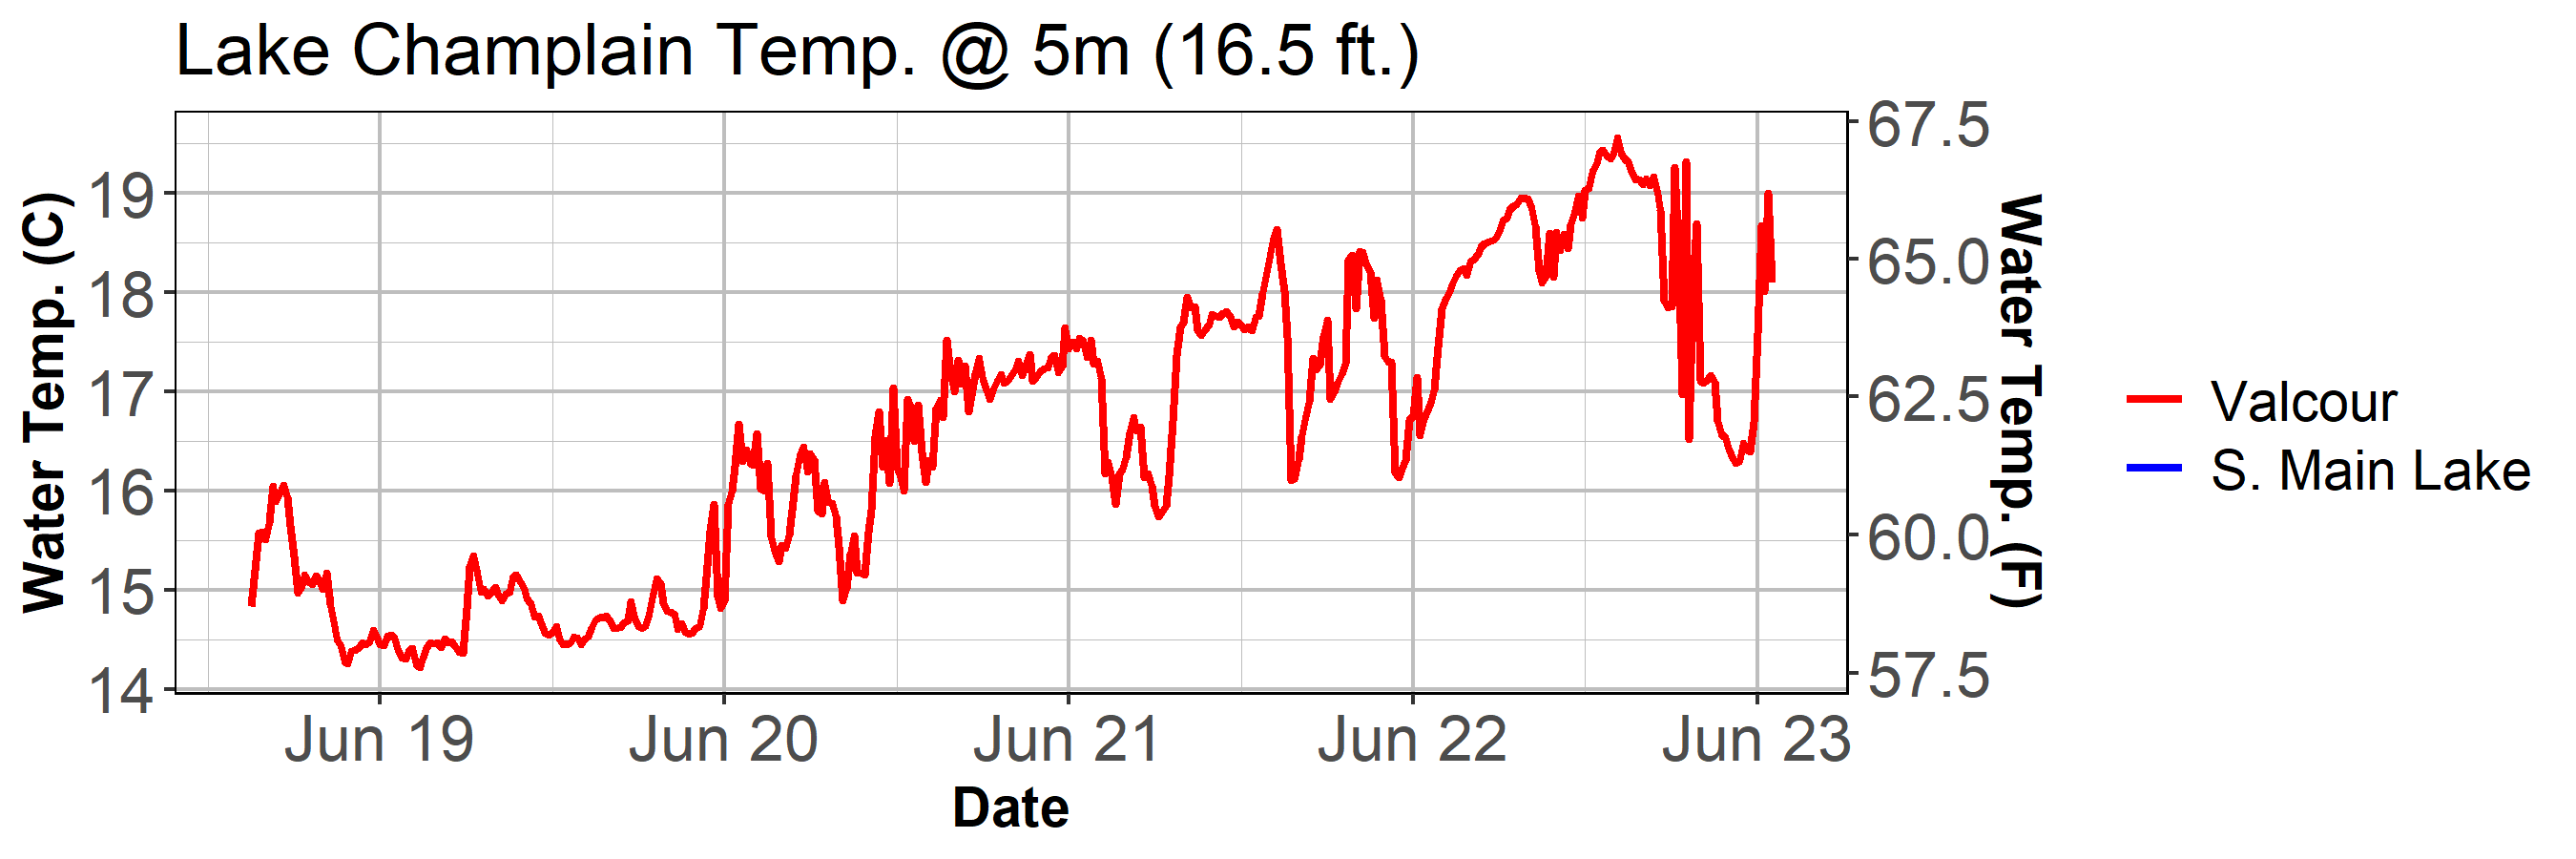 Lake Champlain Temp. @ 5m (16.5 ft.)
Water Temp. (C)
19
18
17
16
15
14
67.5
65.0
62.5
60.0
57.5
Water Temp. (F)
Jun 19
Jun 20
Jun 21
Jun 22
Jun 23
Date
Valcour
S. Main Lake